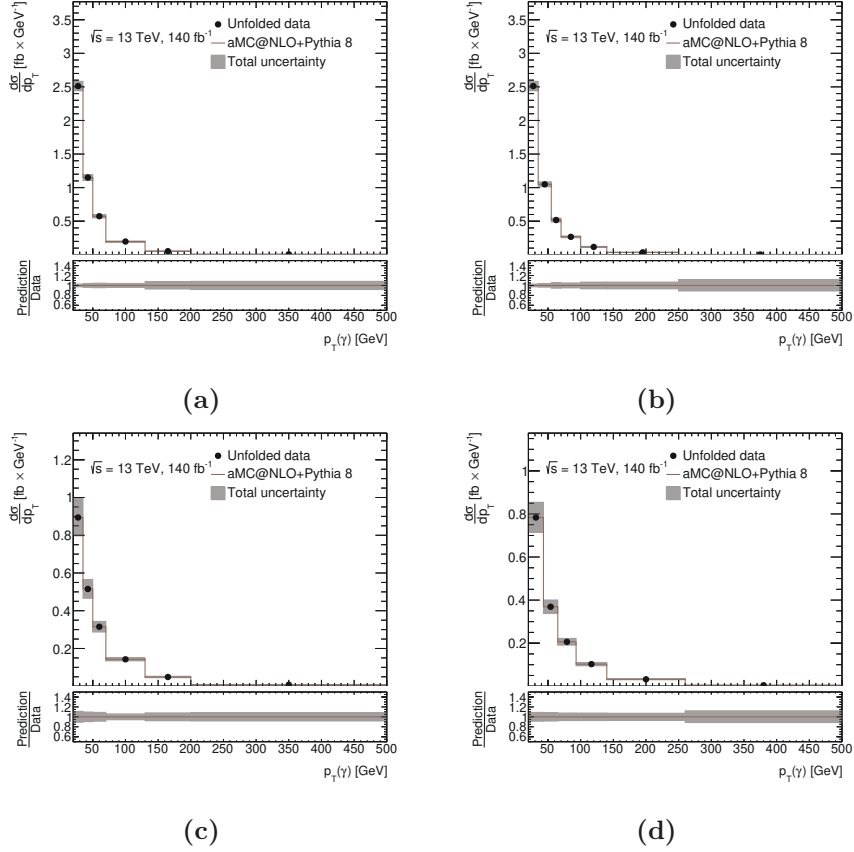 dσ/dp_T [fb × GeV⁻¹]
√s = 13 TeV, 140 fb⁻¹
Unfolded data
aMC@NLO+Pythia 8
Total uncertainty
3.5
3
2.5
2
1.5
1
0.5
Prediction/Data
1.4
1.2
1
0.8
0.6
50 100 150 200 250 300 350 400 450 500
p_T(γ) [GeV]
(a)
dσ/dp_T [fb × GeV⁻¹]
√s = 13 TeV, 140 fb⁻¹
Unfolded data
aMC@NLO+Pythia 8
Total uncertainty
3.5
3
2.5
2
1.5
1
0.5
Prediction/Data
1.4
1.2
1
0.8
0.6
50 100 150 200 250 300 350 400 450 500
p_T(γ) [GeV]
(b)
dσ/dp_T [fb × GeV⁻¹]
√s = 13 TeV, 140 fb⁻¹
Unfolded data
aMC@NLO+Pythia 8
Total uncertainty
1.2
1
0.8
0.6
0.4
0.2
Prediction/Data
1.4
1.2
1
0.8
0.6
50 100 150 200 250 300 350 400 450 500
p_T(γ) [GeV]
(c)
dσ/dp_T [fb × GeV⁻¹]
√s = 13 TeV, 140 fb⁻¹
Unfolded data
aMC@NLO+Pythia 8
Total uncertainty
1
0.8
0.6
0.4
0.2
Prediction/Data
1.4
1.2
1
0.8
0.6
50 100 150 200 250 300 350 400 450 500
p_T(γ) [GeV]
(d)